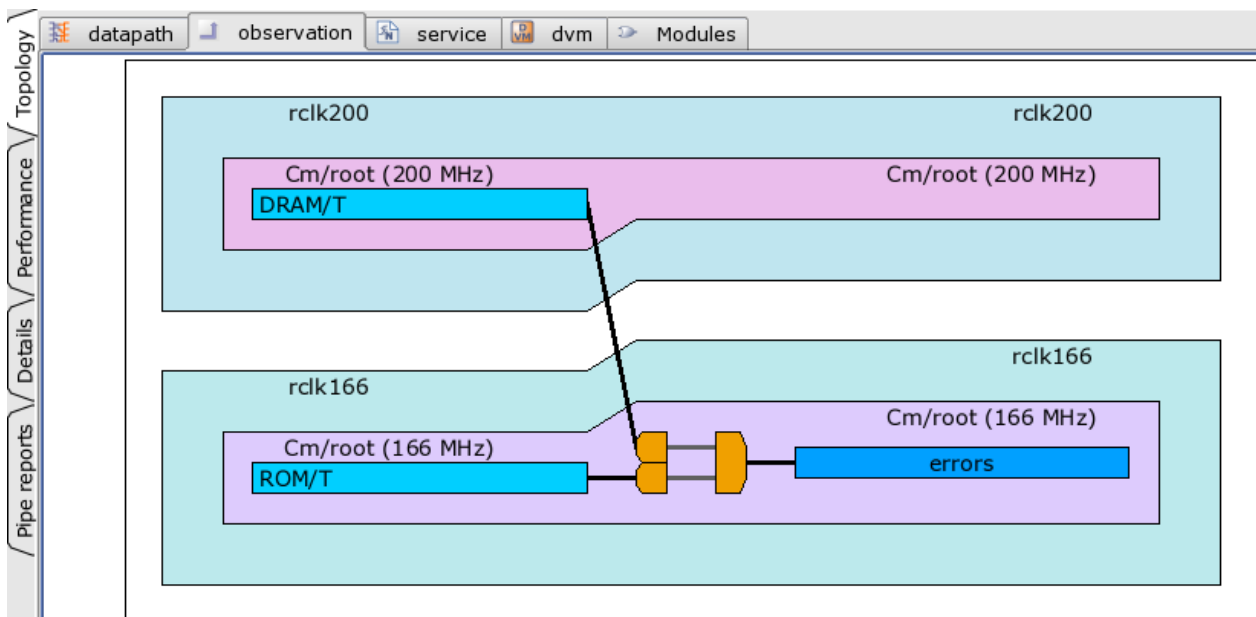 datapath observation service dvm Modules
Topology
Performance
Details
Pipe reports
rclk200 rclk200
Cm/root (200 MHz) Cm/root (200 MHz)
DRAM/T
rclk166
rclk166
Cm/root (166 MHz)
Cm/root (166 MHz)
errors
ROM/T